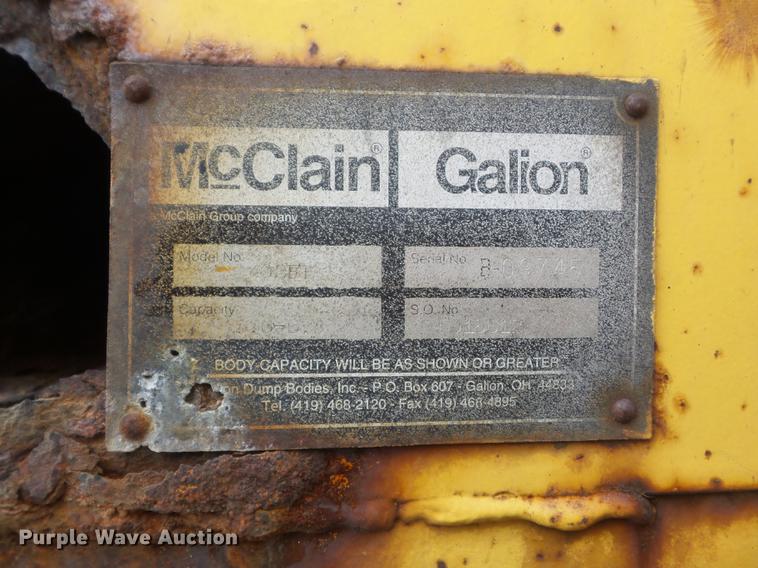 McClain® Galion®
McClain Group company
Model No. Serial No.
Capacity S.O. No.
BODY CAPACITY WILL BE AS SHOWN OR GREATER
Dump Bodies, Inc. - P.O. Box 607 - Galion, OH 44833
Tel. (419) 468-2120 - Fax (419) 468-4895
Purple Wave Auction